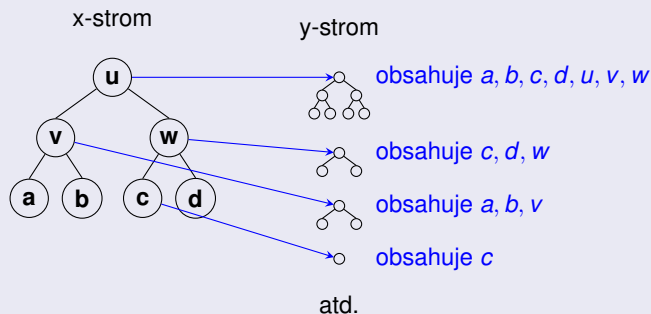 x-strom
y-strom
u
obsahuje a, b, c, d, u, v, w
v
w
obsahuje c, d, w
a
b
c
d
obsahuje a, b, v
obsahuje c
atd.